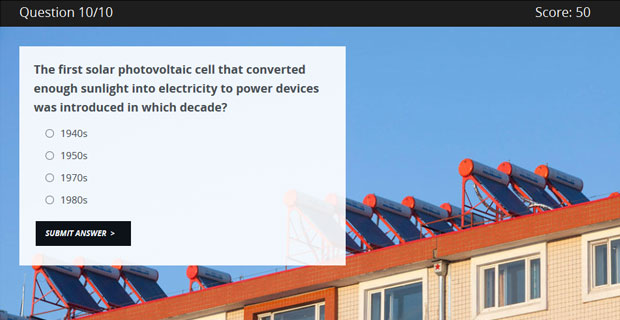 Question 10/10
Score: 50
The first solar photovoltaic cell that converted
enough sunlight into electricity to power devices
was introduced in which decade?
1940s
1950s
1970s
1980s
SUBMIT ANSWER >